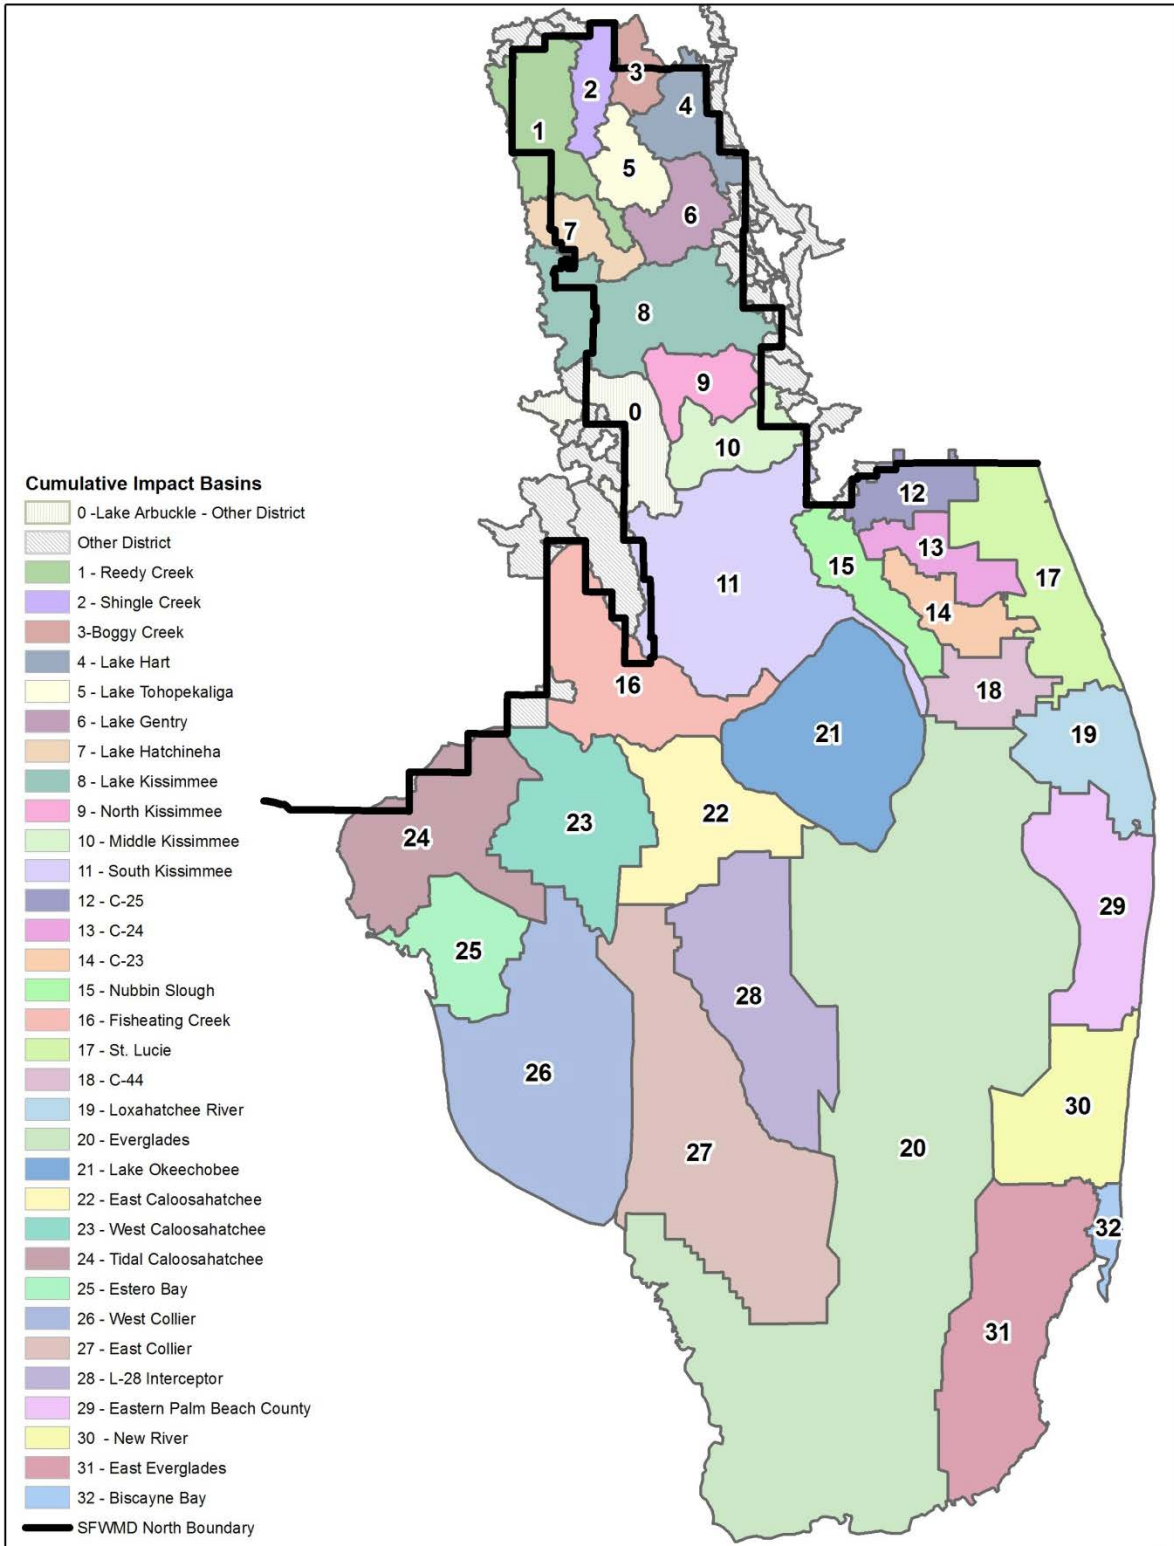 1
2
3
4
5
6
7
8
9
0
10
12
13
11
15
14
17
16
18
21
19
22
23
24
29
25
28
26
30
20
27
32
31
Cumulative Impact Basins
0 -Lake Arbuckle - Other District
Other District
1 - Reedy Creek
2 - Shingle Creek
3-Boggy Creek
4 - Lake Hart
5 - Lake Tohopekaliga
6 - Lake Gentry
7 - Lake Hatchineha
8 - Lake Kissimmee
9 - North Kissimmee
10 - Middle Kissimmee
11 - South Kissimmee
12 - C-25
13 - C-24
14 - C-23
15 - Nubbin Slough
16 - Fisheating Creek
17 - St. Lucie
18 - C-44
19 - Loxahatchee River
20 - Everglades
21 - Lake Okeechobee
22 - East Caloosahatchee
23 - West Caloosahatchee
24 - Tidal Caloosahatchee
25 - Estero Bay
26 - West Collier
27 - East Collier
28 - L-28 Interceptor
29 - Eastern Palm Beach County
30  - New River
31 - East Everglades
32 - Biscayne Bay
SFWMD North Boundary